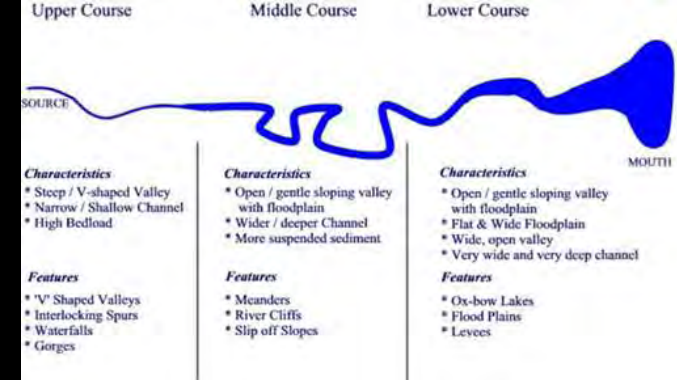 Upper Course
Middle Course
Lower Course
SOURCE
MOUTH
Characteristics
* Steep / V-shaped Valley
* Narrow / Shallow Channel
* High Bedload
Features
* 'V' Shaped Valleys
* Interlocking Spurs
* Waterfalls
* Gorges
Characteristics
* Open / gentle sloping valley
with floodplain
* Wider / deeper Channel
* More suspended sediment
Features
* Meanders
* River Cliffs
* Slip off Slopes
Characteristics
* Open / gentle sloping valley
with floodplain
* Flat & Wide Floodplain
* Wide, open valley
* Very wide and very deep channel
Features
* Ox-bow Lakes
* Flood Plains
* Levees